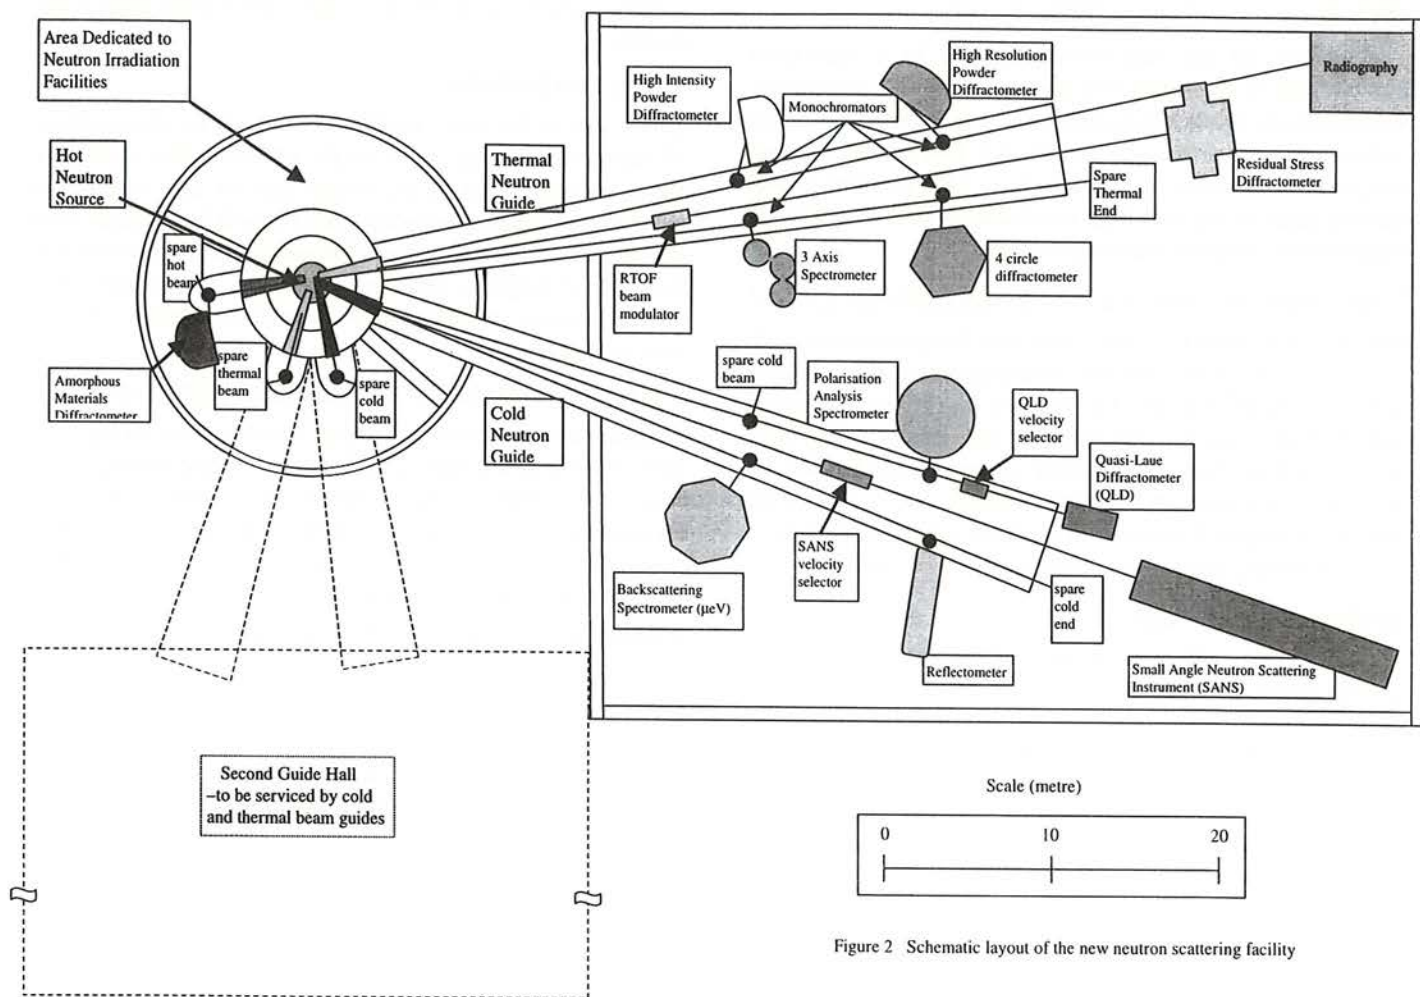 Area Dedicated to
Neutron Irradiation
Facilities
Hot
Neutron
Source
spare
hot
beam
Amorphous
Materials
Diffractometer
spare
thermal
beam
spare
cold
beam
Thermal
Neutron
Guide
Cold
Neutron
Guide
High Intensity
Powder
Diffractometer
Monochromators
High Resolution
Powder
Diffractometer
Radiography
Residual Stress
Diffractometer
Spare
Thermal
End
RTOF
beam
modulator
3 Axis
Spectrometer
4 circle
diffractometer
spare cold
beam
Polarisation
Analysis
Spectrometer
QLD
velocity
selector
Quasi-Laue
Diffractometer
(QLD)
Backscattering
Spectrometer (μeV)
SANS
velocity
selector
spare
cold
end
Reflectometer
Small Angle Neutron Scattering
Instrument (SANS)
Second Guide Hall
–to be serviced by cold
and thermal beam guides
Scale (metre)
0 10 20
Figure 2 Schematic layout of the new neutron scattering facility